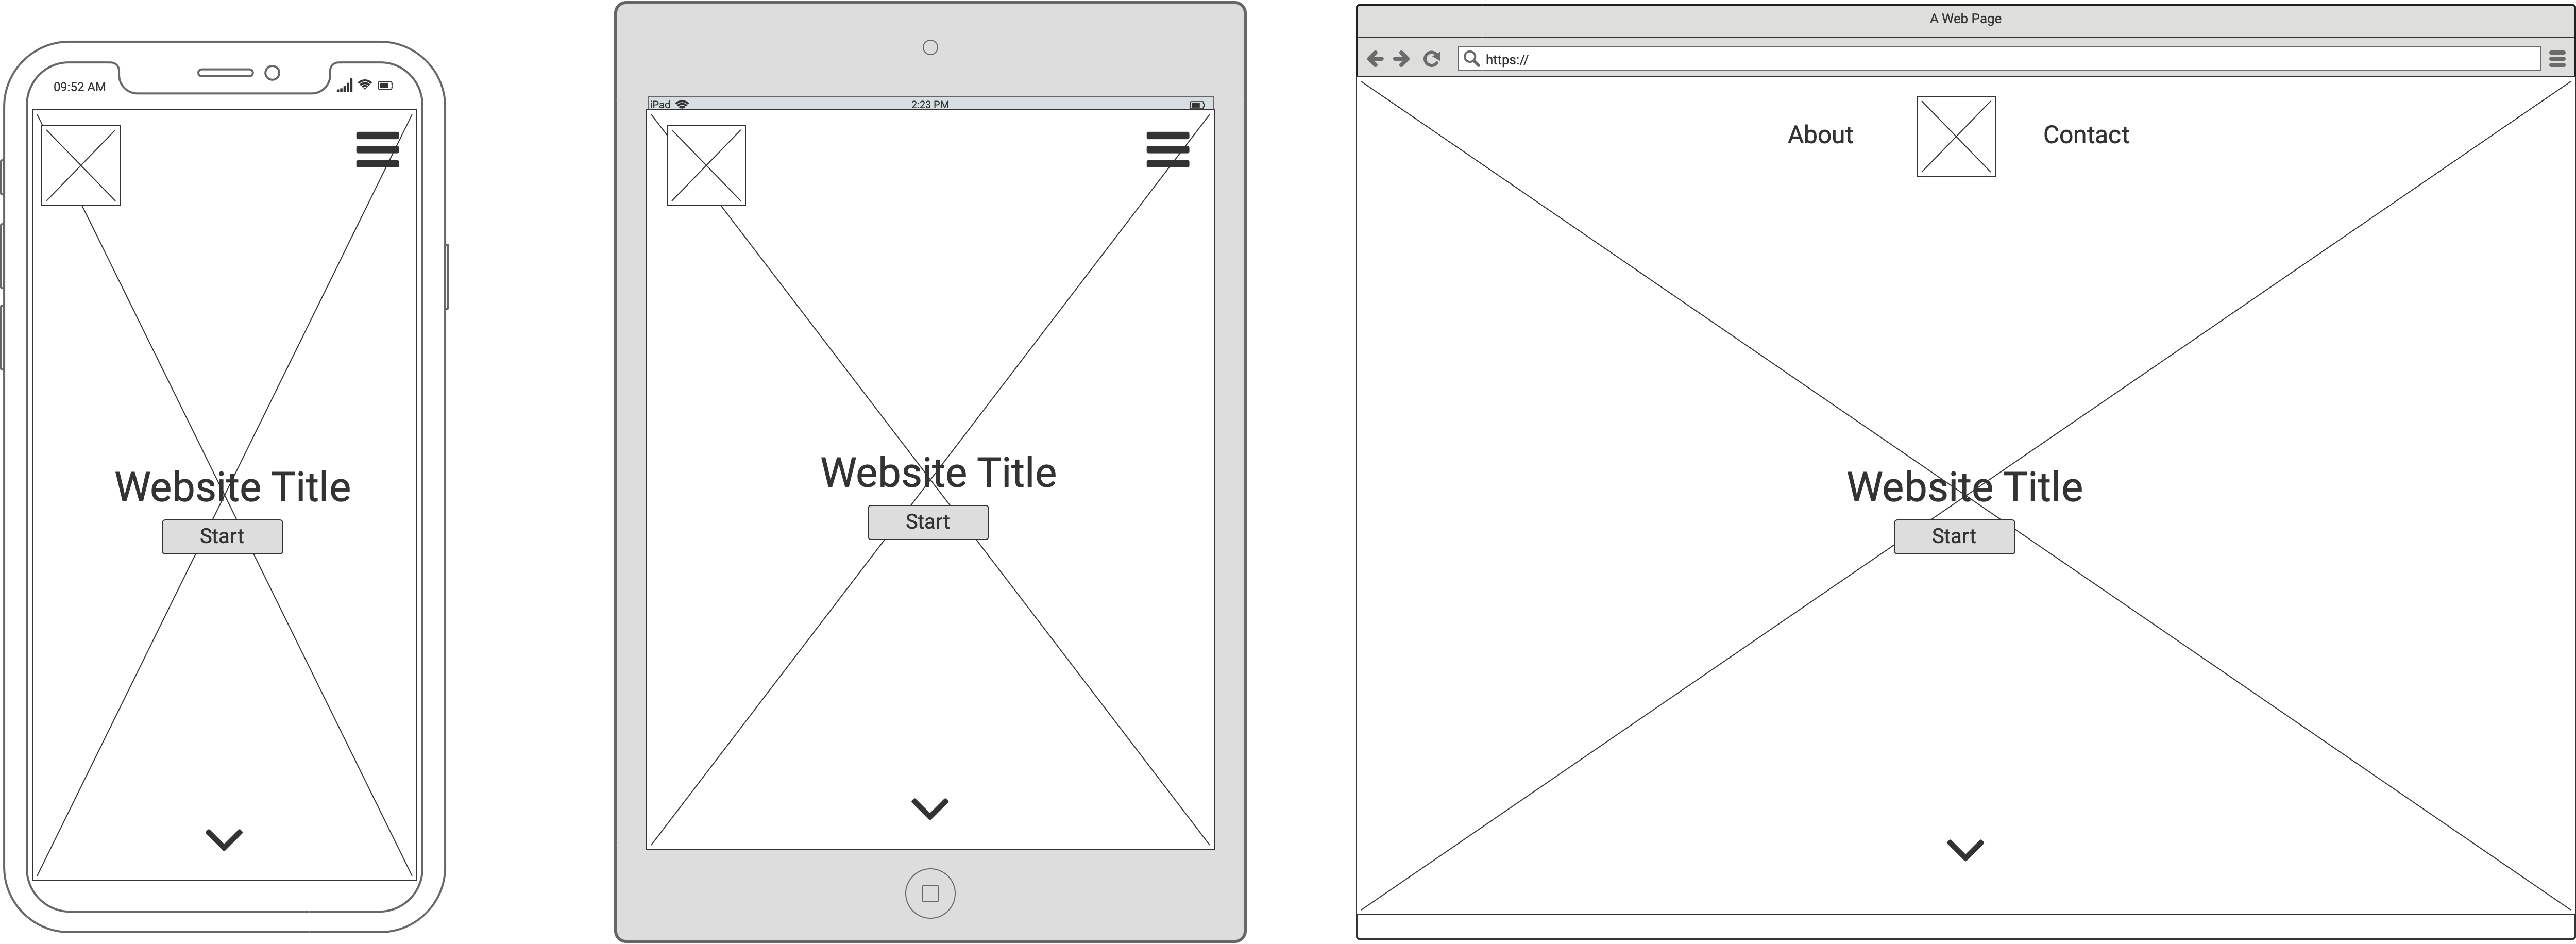 09:52 AM
Website Title
Start
iPad
2:23 PM
Website Title
Start
A Web Page
https://
About
Contact
Website Title
Start